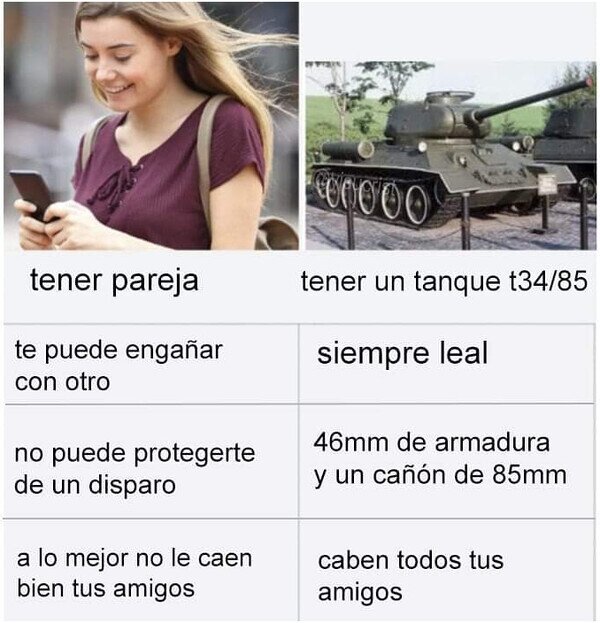 tener pareja
tener un tanque t34/85
te puede engañar
con otro
siempre leal
no puede protegerte
de un disparo
46mm de armadura
y un cañón de 85mm
a lo mejor no le caen
bien tus amigos
caben todos tus
amigos